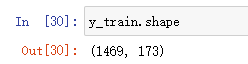 In [30]: y_train.shape
Out[30]: (1469, 173)